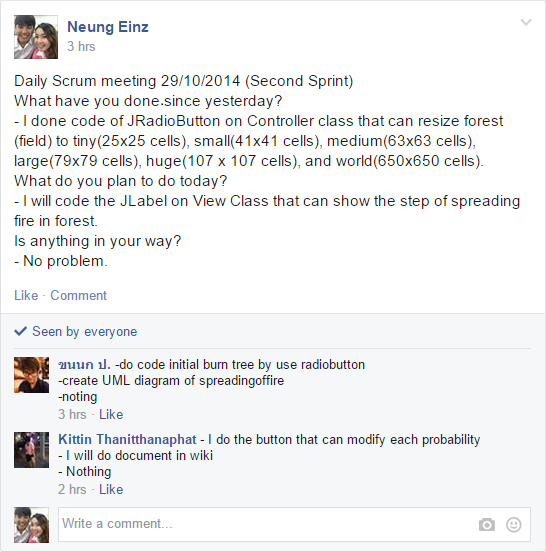 Neung Einz
3 hrs
Daily Scrum meeting 29/10/2014 (Second Sprint)
What have you done.since yesterday?
- I done code of JRadioButton on Controller class that can resize forest
(field) to tiny(25x25 cells), small(41x41 cells), medium(63x63 cells),
large(79x79 cells), huge(107 x 107 cells), and world(650x650 cells).
What do you plan to do today?
- I will code the JLabel on View Class that can show the step of spreading
fire in forest.
Is anything in your way?
- No problem.
Like · Comment
Seen by everyone
ขนนก ป. -do code initial burn tree by use radiobutton
-create UML diagram of spreadingoffire
-noting
3 hrs · Like
Kittin Thanitthanaphat - I do the button that can modify each probability
- I will do document in wiki
- Nothing
2 hrs · Like
Write a comment...